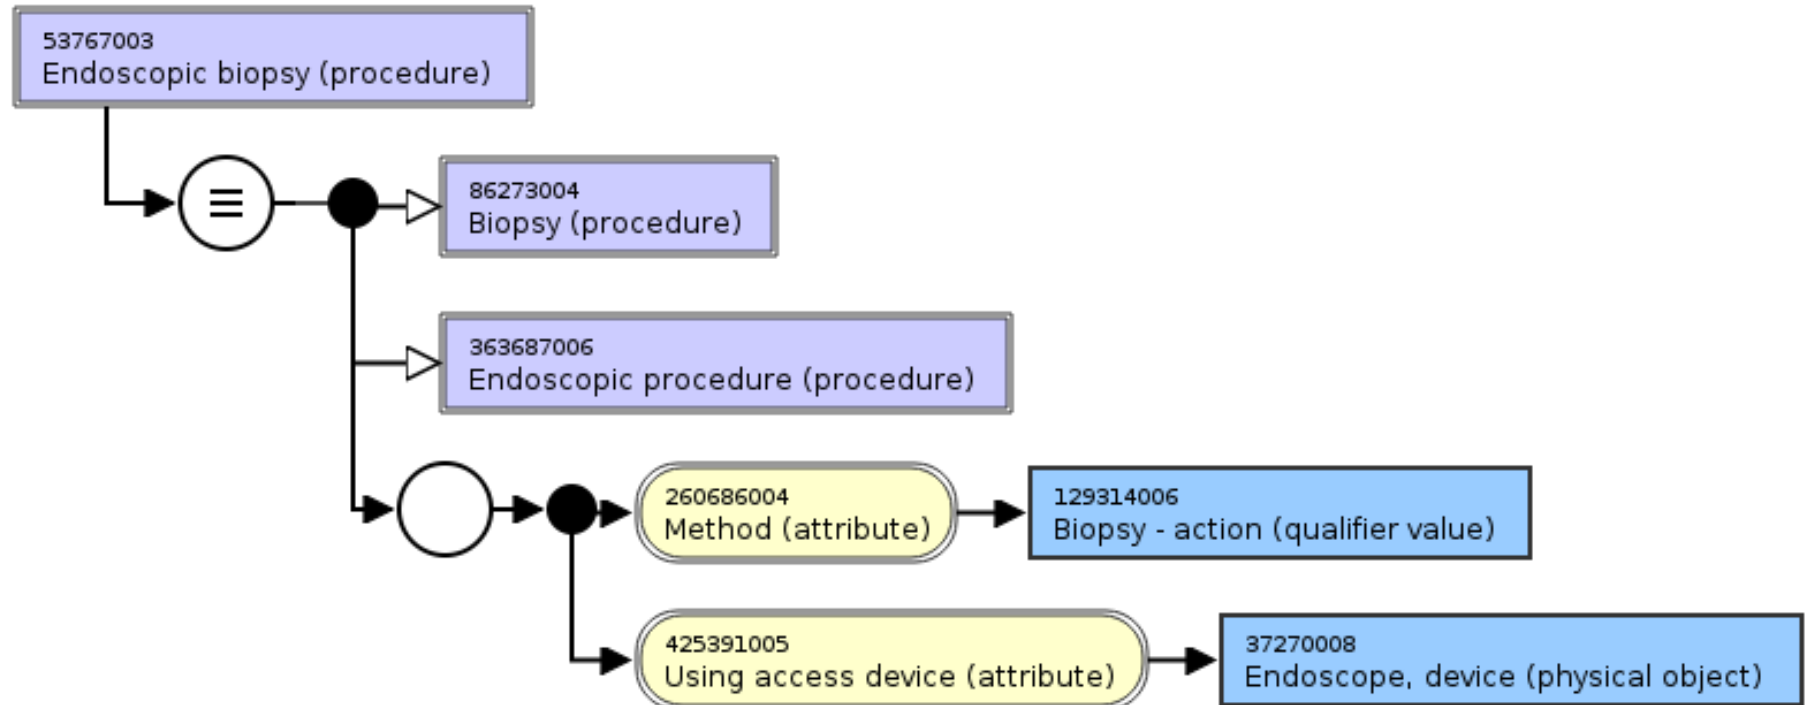 53767003
Endoscopic biopsy (procedure)
86273004
Biopsy (procedure)
363687006
Endoscopic procedure (procedure)
260686004
Method (attribute)
129314006
Biopsy - action (qualifier value)
425391005
Using access device (attribute)
37270008
Endoscope, device (physical object)